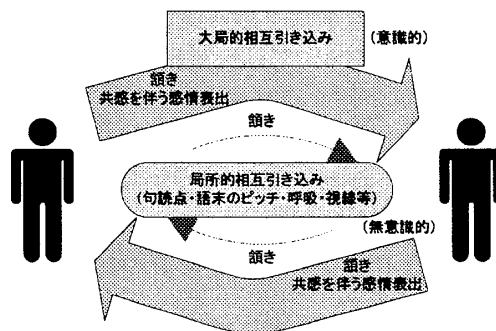 大局的相互引き込み
(意識的)
頷き
共感を伴う感情表出
頷き
局所的相互引き込み
(句読点・語末のピッチ・呼吸・視線等)
(無意識的)
頷き
頷き
共感を伴う感情表出